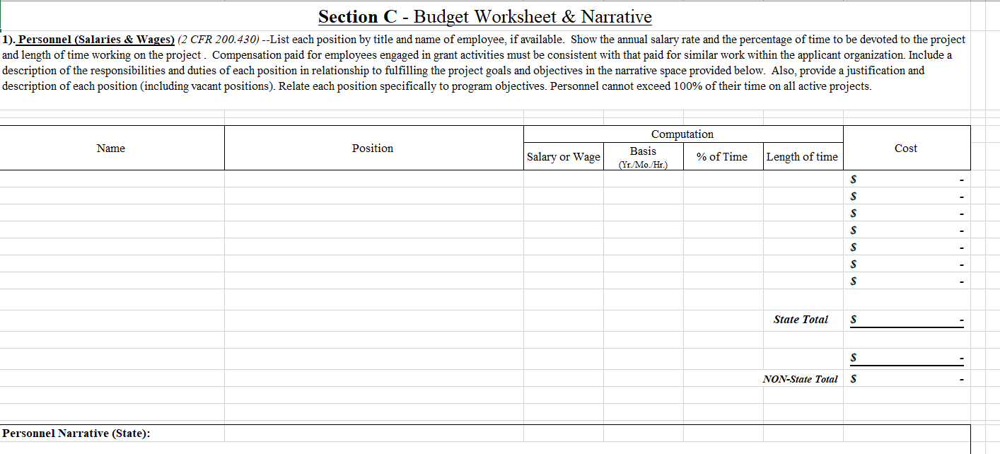 Section C - Budget Worksheet & Narrative
1). Personnel (Salaries & Wages) (2 CFR 200.430) --List each position by title and name of employee, if available. Show the annual salary rate and the percentage of time to be devoted to the project
and length of time working on the project . Compensation paid for employees engaged in grant activities must be consistent with that paid for similar work within the applicant organization. Include a
description of the responsibilities and duties of each position in relationship to fulfilling the project goals and objectives in the narrative space provided below. Also, provide a justification and
description of each position (including vacant positions). Relate each position specifically to program objectives. Personnel cannot exceed 100% of their time on all active projects.
Computation
Name Position Cost
Salary or Wage Basis % of Time Length of time
(Yr./Mo./Hr.)
$ -
$ -
$ -
$ -
$ -
$ -
$ -
State Total $ -
$ -
NON-State Total $ -
Personnel Narrative (State):